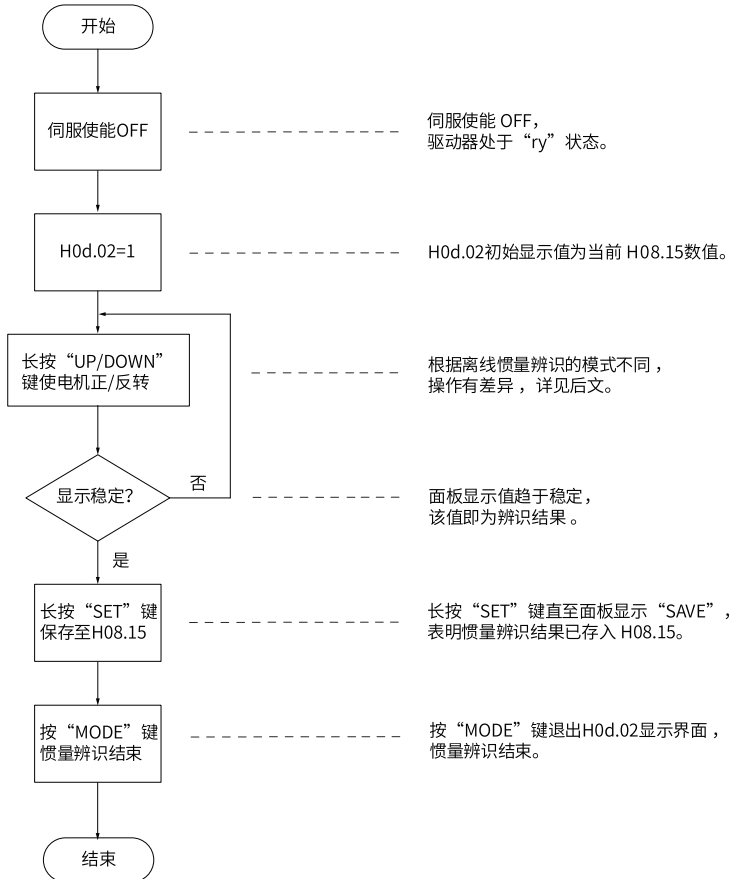 开始
伺服使能OFF
伺服使能 OFF，
驱动器处于“ry”状态。
H0d.02=1
H0d.02初始显示值为当前 H08.15数值。
长按“UP/DOWN”
键使电机正/反转
根据离线惯量辨识的模式不同，
操作有差异，详见后文。
显示稳定?
否
面板显示值趋于稳定，
该值即为辨识结果。
是
长按“SET”键
保存至H08.15
长按“SET”键直至面板显示“SAVE”，
表明惯量辨识结果已存入 H08.15。
按“MODE”键
惯量辨识结束
按“MODE”键退出H0d.02显示界面，
惯量辨识结束。
结束